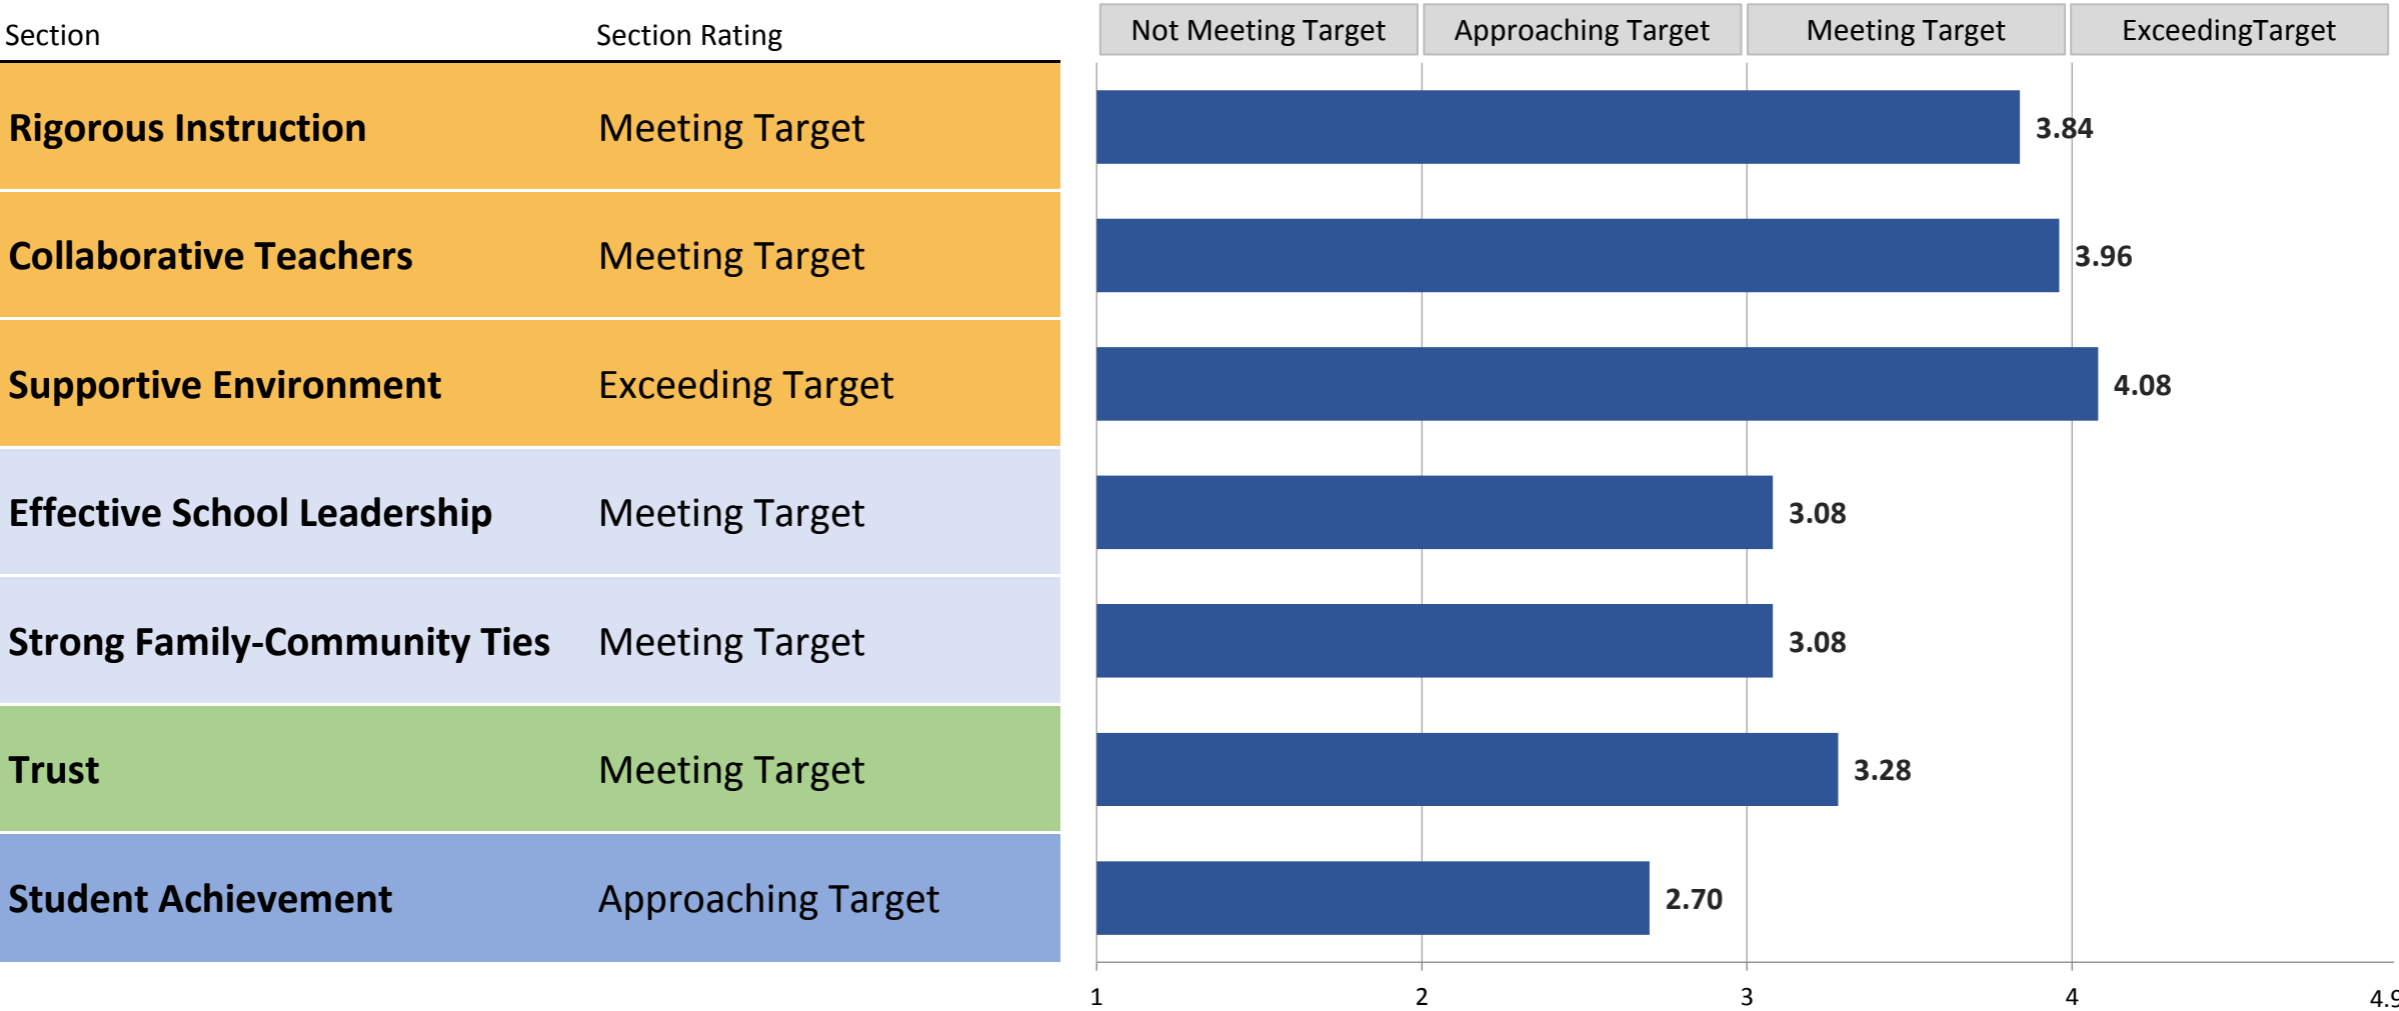 Section Section Rating Not Meeting Target Approaching Target Meeting Target ExceedingTarget
Rigorous Instruction Meeting Target 3.84
Collaborative Teachers Meeting Target 3.96
Supportive Environment Exceeding Target 4.08
Effective School Leadership Meeting Target 3.08
Strong Family-Community Ties Meeting Target 3.08
Trust Meeting Target 3.28
Student Achievement Approaching Target 2.70
1 2 3 4 4.9